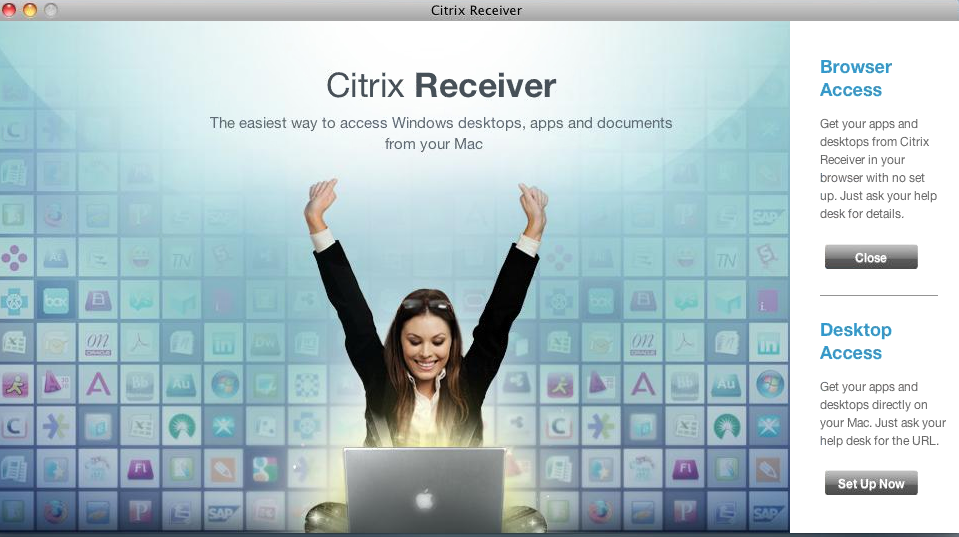 Citrix Receiver
Citrix Receiver
The easiest way to access Windows desktops, apps and documents
from your Mac
Browser
Access
Get your apps and
desktops from Citrix
Receiver in your
browser with no set
up. Just ask your help
desk for details.
Close
Desktop
Access
Get your apps and
desktops directly on
your Mac. Just ask your
help desk for the URL.
Set Up Now